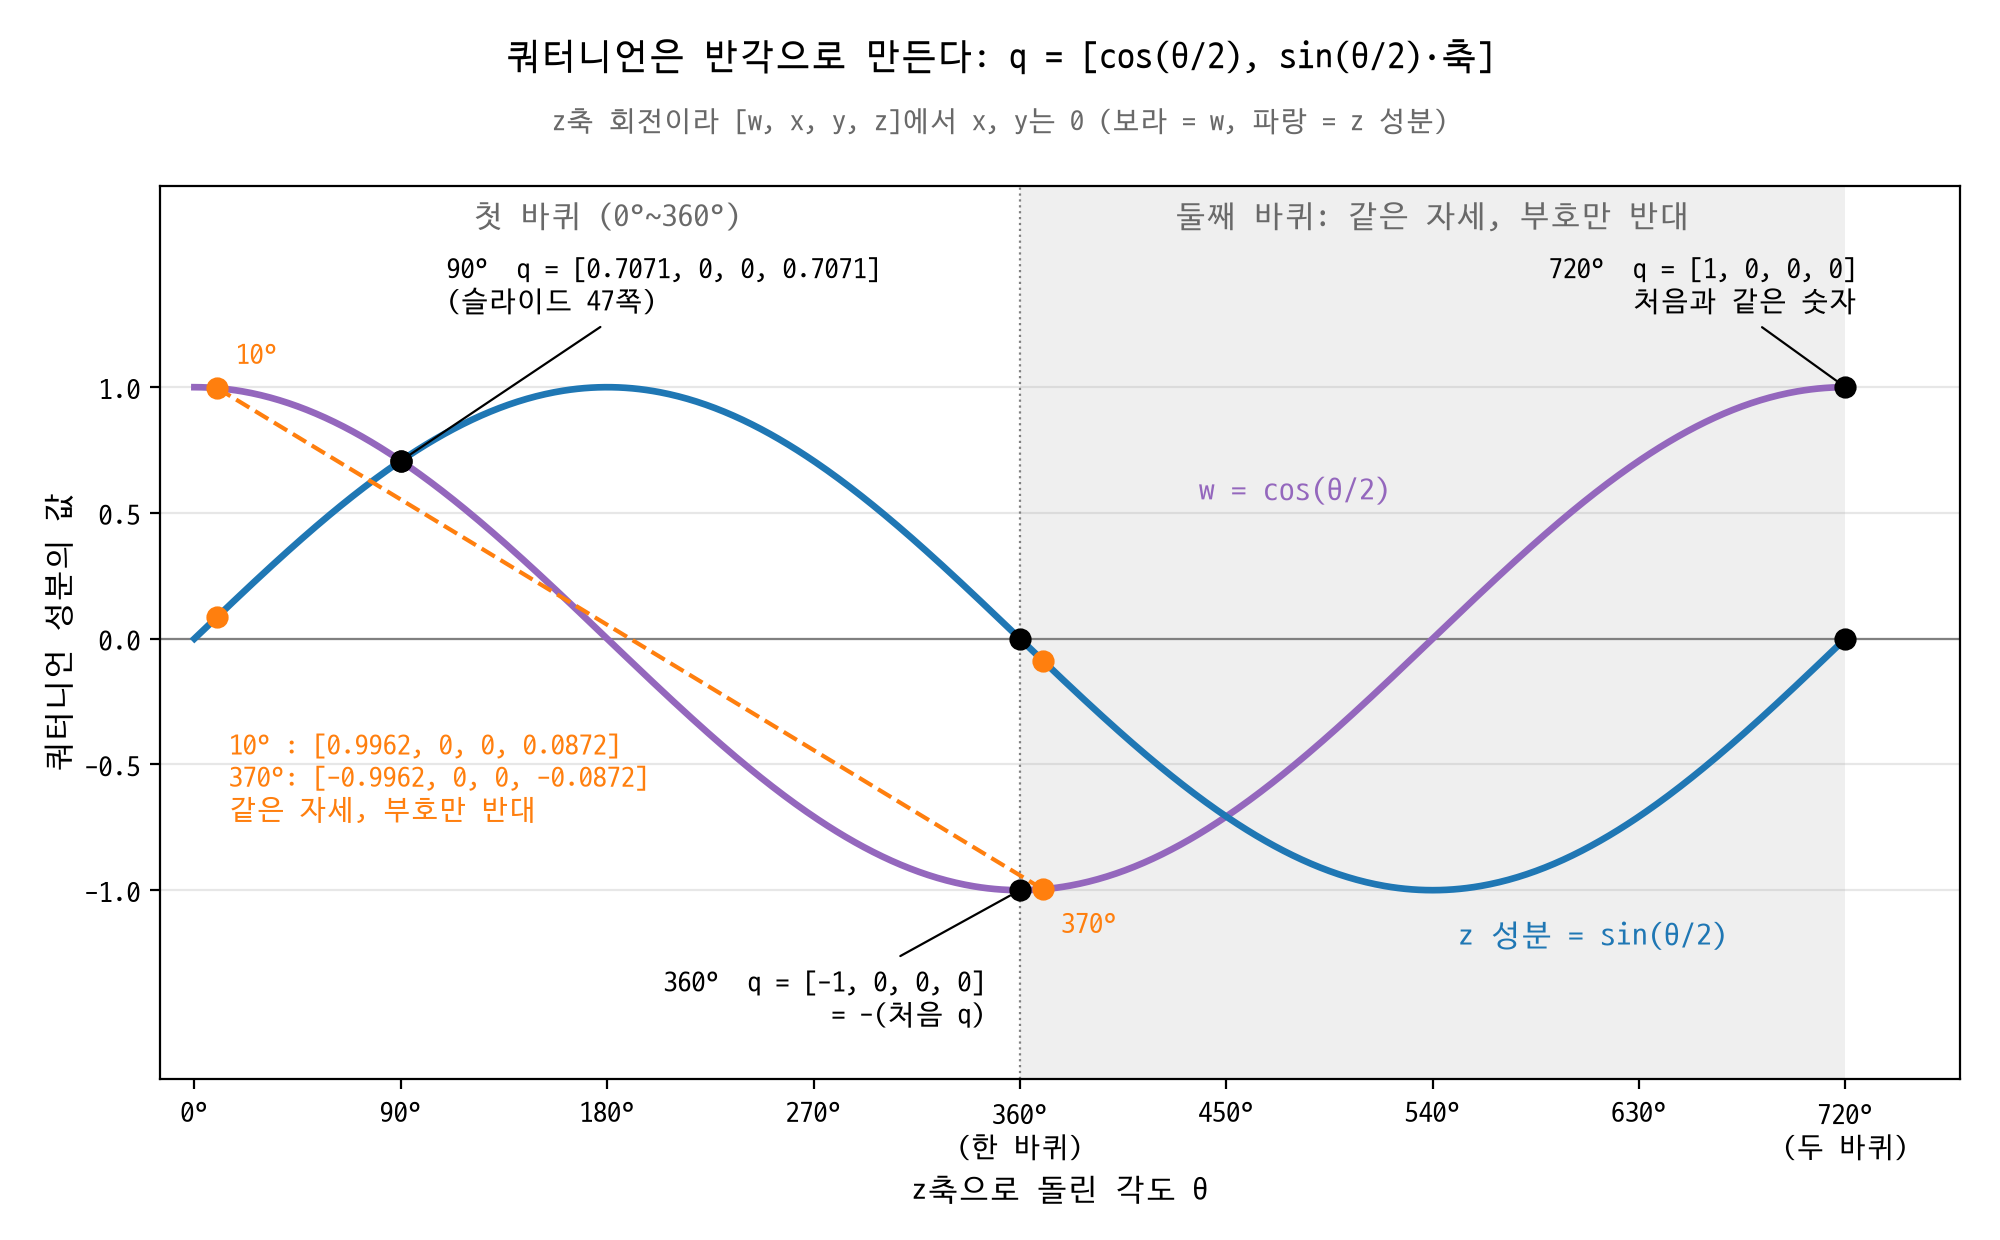 쿼터니언은 반각으로 만든다: q = [cos(θ/2), sin(θ/2)·축]
z축 회전이라 [w, x, y, z]에서 x, y는 0 (보라 = w, 파랑 = z 성분)
첫 바퀴 (0°~360°)
둘째 바퀴: 같은 자세, 부호만 반대
90°  q = [0.7071, 0, 0, 0.7071]
(슬라이드 47쪽)
720°  q = [1, 0, 0, 0]
처음과 같은 숫자
10°
w = cos(θ/2)
10° : [0.9962, 0, 0, 0.0872]
370°: [−0.9962, 0, 0, −0.0872]
같은 자세, 부호만 반대
370°
z 성분 = sin(θ/2)
360°  q = [−1, 0, 0, 0]
= −(처음 q)
쿼터니언 성분의 값
1.0
0.5
0.0
−0.5
−1.0
0°
90°
180°
270°
360°
(한 바퀴)
450°
540°
630°
720°
(두 바퀴)
z축으로 돌린 각도 θ